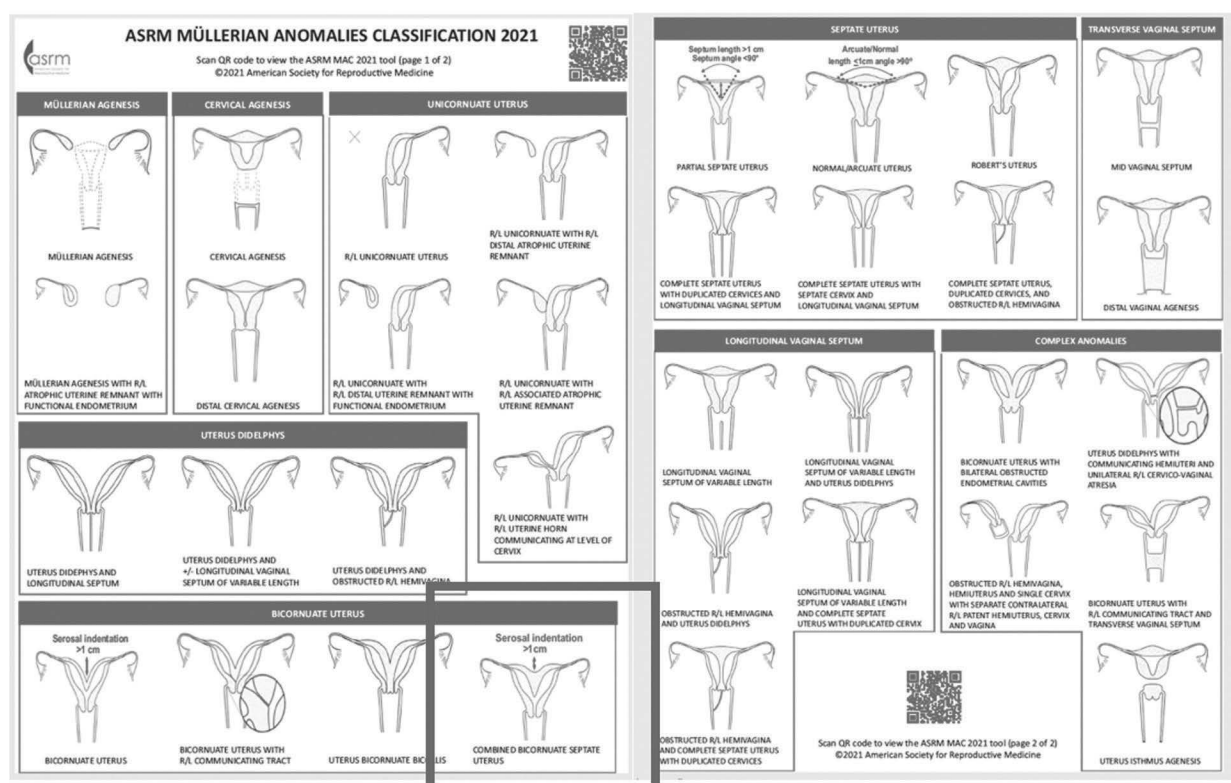 asrm
ASRM MÜLLERIAN ANOMALIES CLASSIFICATION 2021
Scan QR code to view the ASRM MAC 2021 tool (page 1 of 2)
©2021 American Society for Reproductive Medicine
MÜLLERIAN AGENESIS
MÜLLERIAN AGENESIS
MÜLLERIAN AGENESIS WITH R/L
ATROPHIC UTERINE REMNANT WITH
FUNCTIONAL ENDOMETRIUM
CERVICAL AGENESIS
CERVICAL AGENESIS
DISTAL CERVICAL AGENESIS
UNICORNUATE UTERUS
R/L UNICORNUATE UTERUS
R/L UNICORNUATE WITH R/L
DISTAL ATROPHIC UTERINE
REMNANT
R/L UNICORNUATE WITH
R/L DISTAL UTERINE REMNANT WITH
FUNCTIONAL ENDOMETRIUM
R/L UNICORNUATE WITH
R/L ASSOCIATED ATROPHIC
UTERINE REMNANT
R/L UNICORNUATE WITH
R/L UTERINE HORN
COMMUNICATING AT LEVEL OF
CERVIX
UTERUS DIDELPHYS
UTERUS DIDEPHYS AND
LONGITUDINAL SEPTUM
UTERUS DIDELPHYS AND
+/- LONGITUDINAL VAGINAL
SEPTUM OF VARIABLE LENGTH
UTERUS DIDELPHYS AND
OBSTRUCTED R/L HEMIVAGINA
BICORNUATE UTERUS
Serosal indentation
>1 cm
BICORNUATE UTERUS
BICORNUATE UTERUS WITH
R/L COMMUNICATING TRACT
UTERUS BICORNUATE
Serosal indentation
>1 cm
COMBINED BICORNUATE SEPTATE
UTERUS
SEPTATE UTERUS
Septum length >1 cm
Septum angle <90°
PARTIAL SEPTATE UTERUS
Arcuate/Normal
length ≤1cm angle >90°
NORMAL/ARCUATE UTERUS
ROBERT'S UTERUS
COMPLETE SEPTATE UTERUS
WITH DUPLICATED CERVICES AND
LONGITUDINAL VAGINAL SEPTUM
COMPLETE SEPTATE UTERUS WITH
SEPTATE CERVIX AND
LONGITUDINAL VAGINAL SEPTUM
COMPLETE SEPTATE UTERUS,
DUPLICATED CERVICES, AND
OBSTRUCTED R/L HEMIVAGINA
TRANSVERSE VAGINAL SEPTUM
MID VAGINAL SEPTUM
DISTAL VAGINAL AGENESIS
LONGITUDINAL VAGINAL SEPTUM
LONGITUDINAL VAGINAL
SEPTUM OF VARIABLE LENGTH
LONGITUDINAL VAGINAL
SEPTUM OF VARIABLE LENGTH
AND UTERUS DIDELPHYS
OBSTRUCTED R/L HEMIVAGINA
AND UTERUS DIDELPHYS
LONGITUDINAL VAGINAL
SEPTUM OF VARIABLE LENGTH
AND COMPLETE SEPTATE
UTERUS WITH DUPLICATED CERVIX
OBSTRUCTED R/L HEMIVAGINA
AND COMPLETE SEPTATE UTERUS
WITH DUPLICATED CERVICES
COMPLEX ANOMALIES
BICORNUATE UTERUS WITH
BILATERAL OBSTRUCTED
ENDOMETRIAL CAVITIES
UTERUS DIDELPHYS WITH
COMMUNICATING HEMIUTERI AND
UNILATERAL R/L CERVICO-VAGINAL
ATRESIA
OBSTRUCTED R/L HEMIVAGINA,
HEMIUTERUS AND SINGLE CERVIX
WITH SEPARATE CONTRALATERAL
R/L PATENT HEMIUTERUS, CERVIX
AND VAGINA
BICORNUATE UTERUS WITH
R/L COMMUNICATING TRACT AND
TRANSVERSE VAGINAL SEPTUM
UTERUS ISTHMUS AGENESIS
Scan QR code to view the ASRM MAC 2021 tool (page 2 of 2)
©2021 American Society for Reproductive Medicine